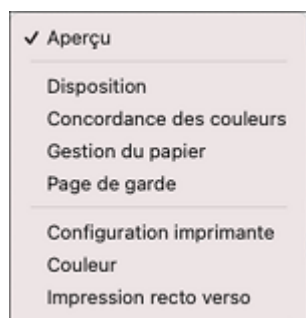 ✓ Aperçu
Disposition
Concordance des couleurs
Gestion du papier
Page de garde
Configuration imprimante
Couleur
Impression recto verso